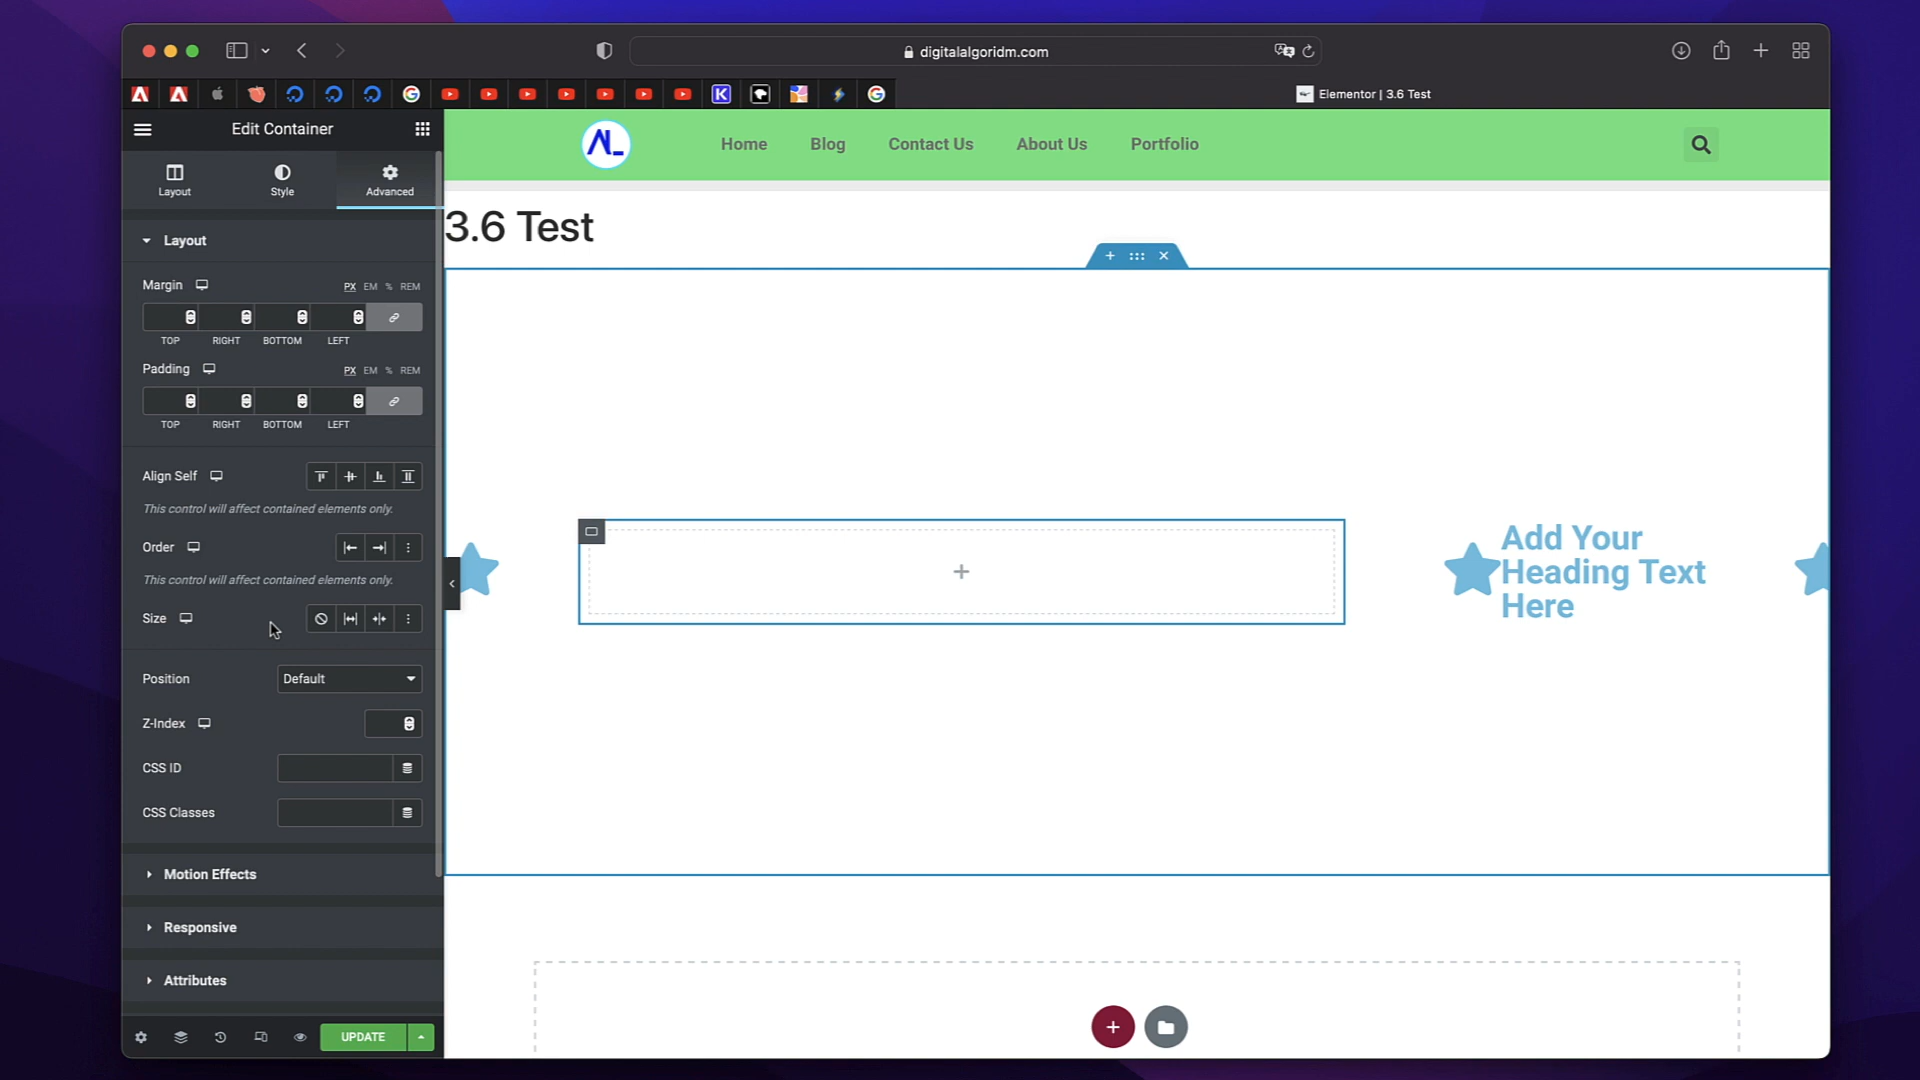 digitalalgoridm.com
Elementor | 3.6 Test
Edit Container
Layout
Style
Advanced
Layout
Margin
PX EM % REM
TOP RIGHT BOTTOM LEFT
Padding
PX EM % REM
TOP RIGHT BOTTOM LEFT
Align Self
This control will affect contained elements only.
Order
This control will affect contained elements only.
Size
Position
Default
Z-Index
CSS ID
CSS Classes
Motion Effects
Responsive
Attributes
UPDATE
Home
Blog
Contact Us
About Us
Portfolio
3.6 Test
Add Your
Heading Text
Here